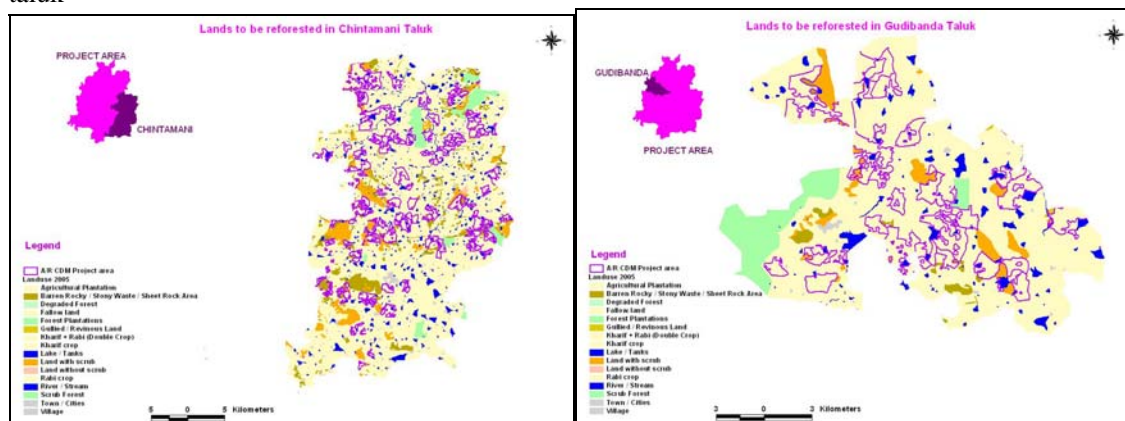 taluk
Lands to be reforested in Chintamani Taluk
PROJECT AREA
CHINTAMANI
Legend
A/R CDM Project area
Landuse 2005
Agricultural Plantation
Barren Rocky / Stony Waste / Sheet Rock Area
Degraded Forest
Fallow land
Forest Plantations
Gullied / Revinous Land
Kharif + Rabi (Double Crop)
Kharif crop
Lake / Tanks
Land with scrub
Land without scrub
Rabi crop
River / Stream
Scrub Forest
Town / Cities
Village
5 0 5 Kilometers
Lands to be reforested in Gudibanda Taluk
GUDIBANDA
PROJECT AREA
Legend
A/R CDM Project area
Landuse 2005
Agricultural Plantation
Barren Rocky / Stony Waste / Sheet Rock Area
Degraded Forest
Fallow land
Forest Plantations
Gullied / Revinous Land
Kharif + Rabi (Double Crop)
Kharif crop
Lake / Tanks
Land with scrub
Land without scrub
Rabi crop
River / Stream
Scrub Forest
Town / Cities
Village
3 0 3 Kilometers